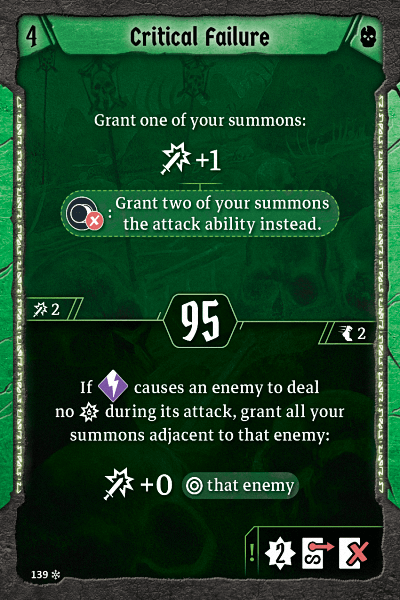 4 Critical Failure
Grant one of your summons:
+1
: Grant two of your summons
the attack ability instead.
2
95
2
If causes an enemy to deal
no during its attack, grant all your
summons adjacent to that enemy:
+0 that enemy
! 2
139